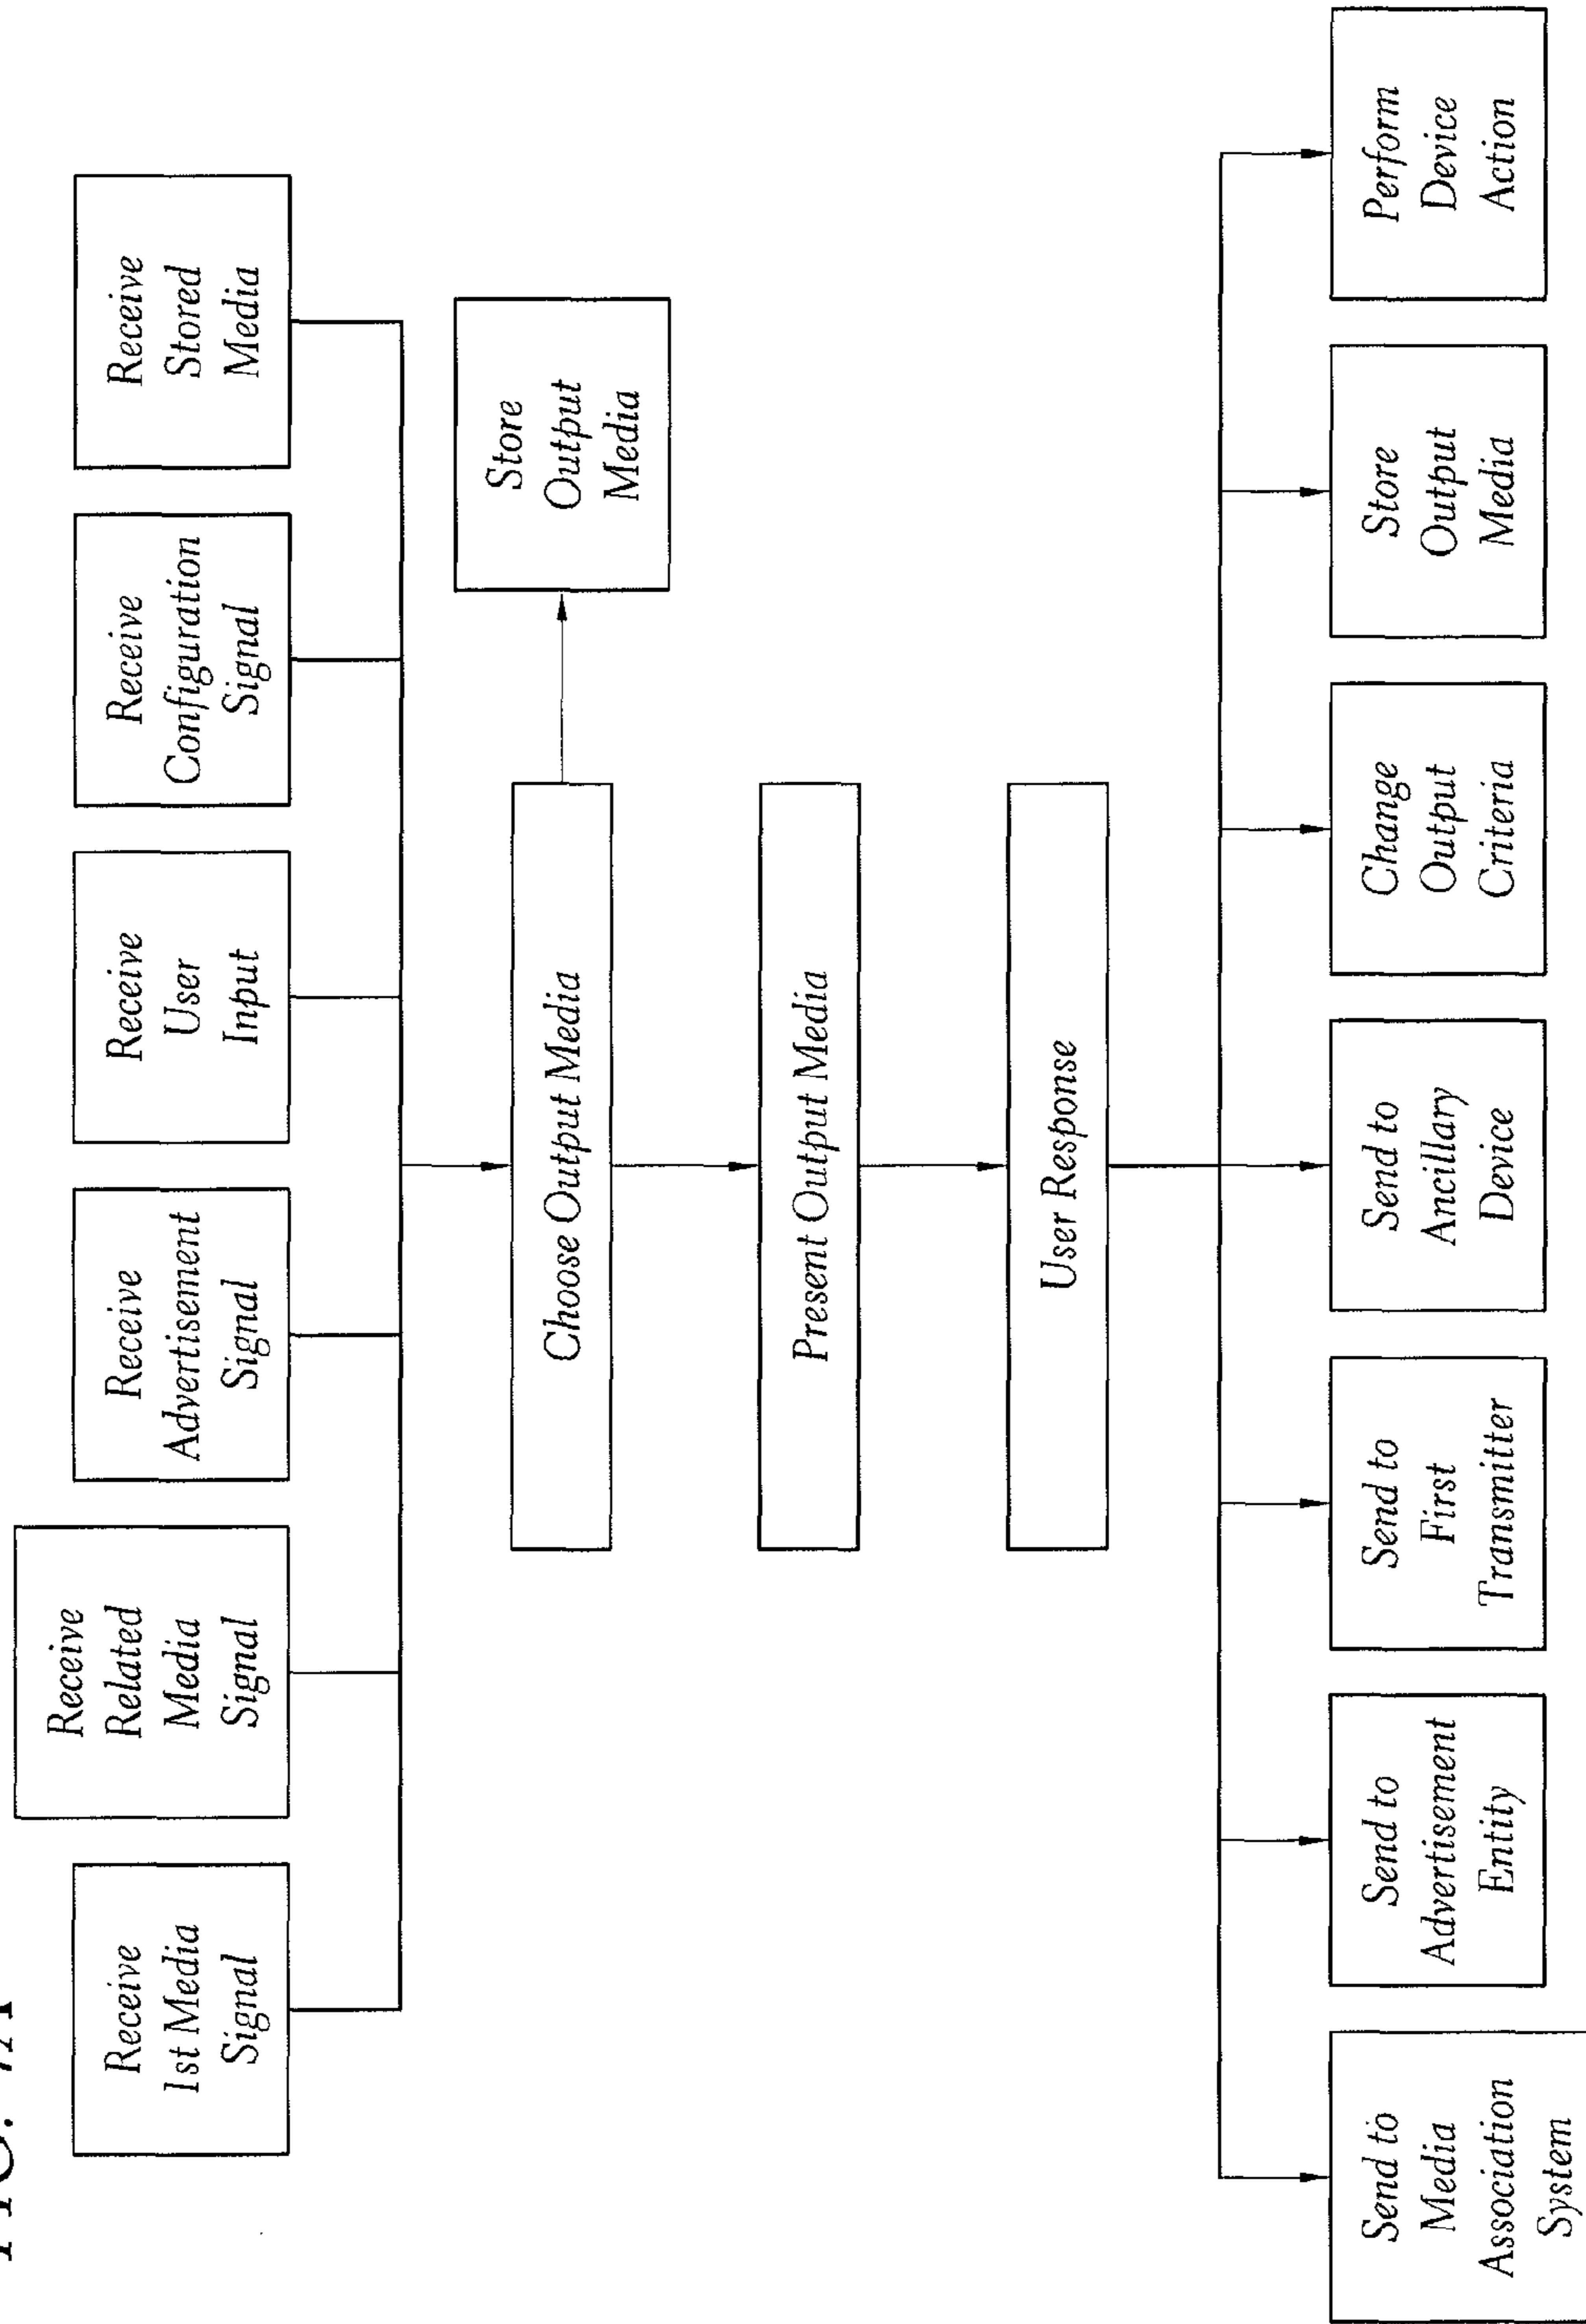 FIG. 7A
Receive
1st Media
Signal
Receive
Related
Media
Signal
Receive
Advertisement
Signal
Receive
User
Input
Receive
Configuration
Signal
Receive
Stored
Media
Choose Output Media
Store
Output
Media
Present Output Media
User Response
Send to
Media
Association
System
Send to
Advertisement
Entity
Send to
First
Transmitter
Send to
Ancillary
Device
Change
Output
Criteria
Store
Output
Media
Perform
Device
Action